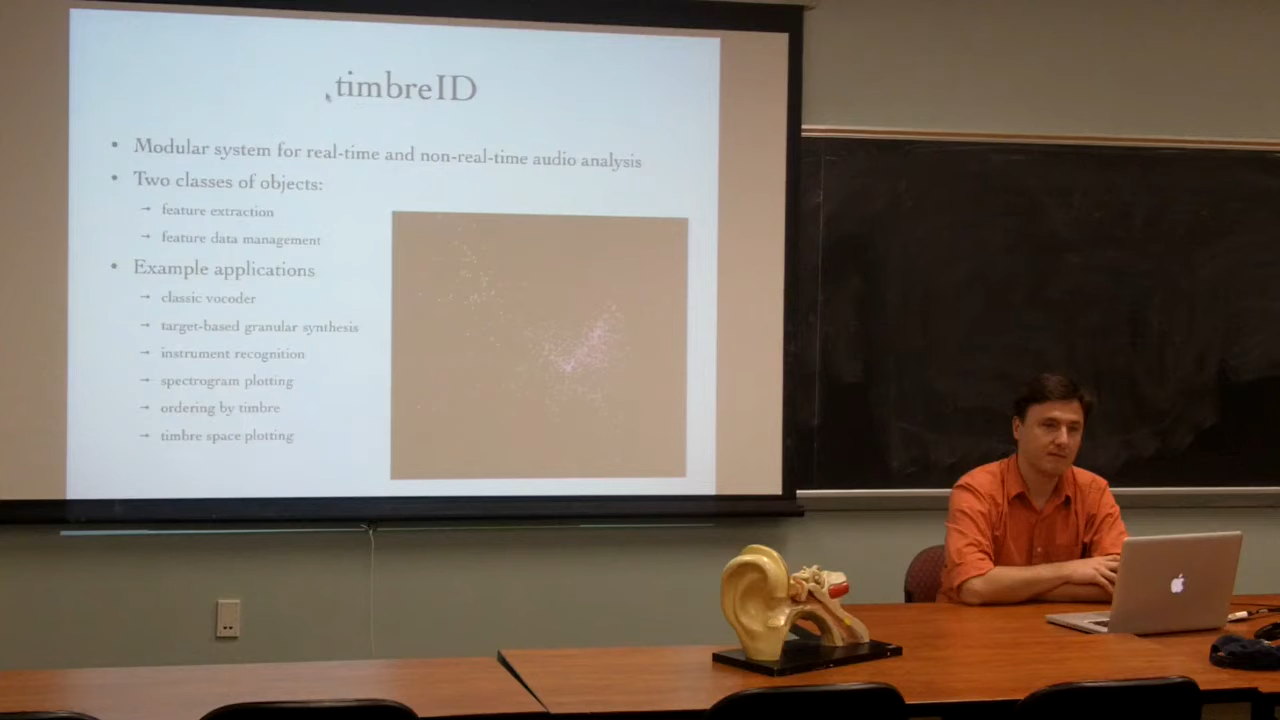 timbreID
• Modular system for real-time and non-real-time audio analysis
• Two classes of objects:
→ feature extraction
→ feature data management
• Example applications
→ classic vocoder
→ target-based granular synthesis
→ instrument recognition
→ spectrogram plotting
→ ordering by timbre
→ timbre space plotting